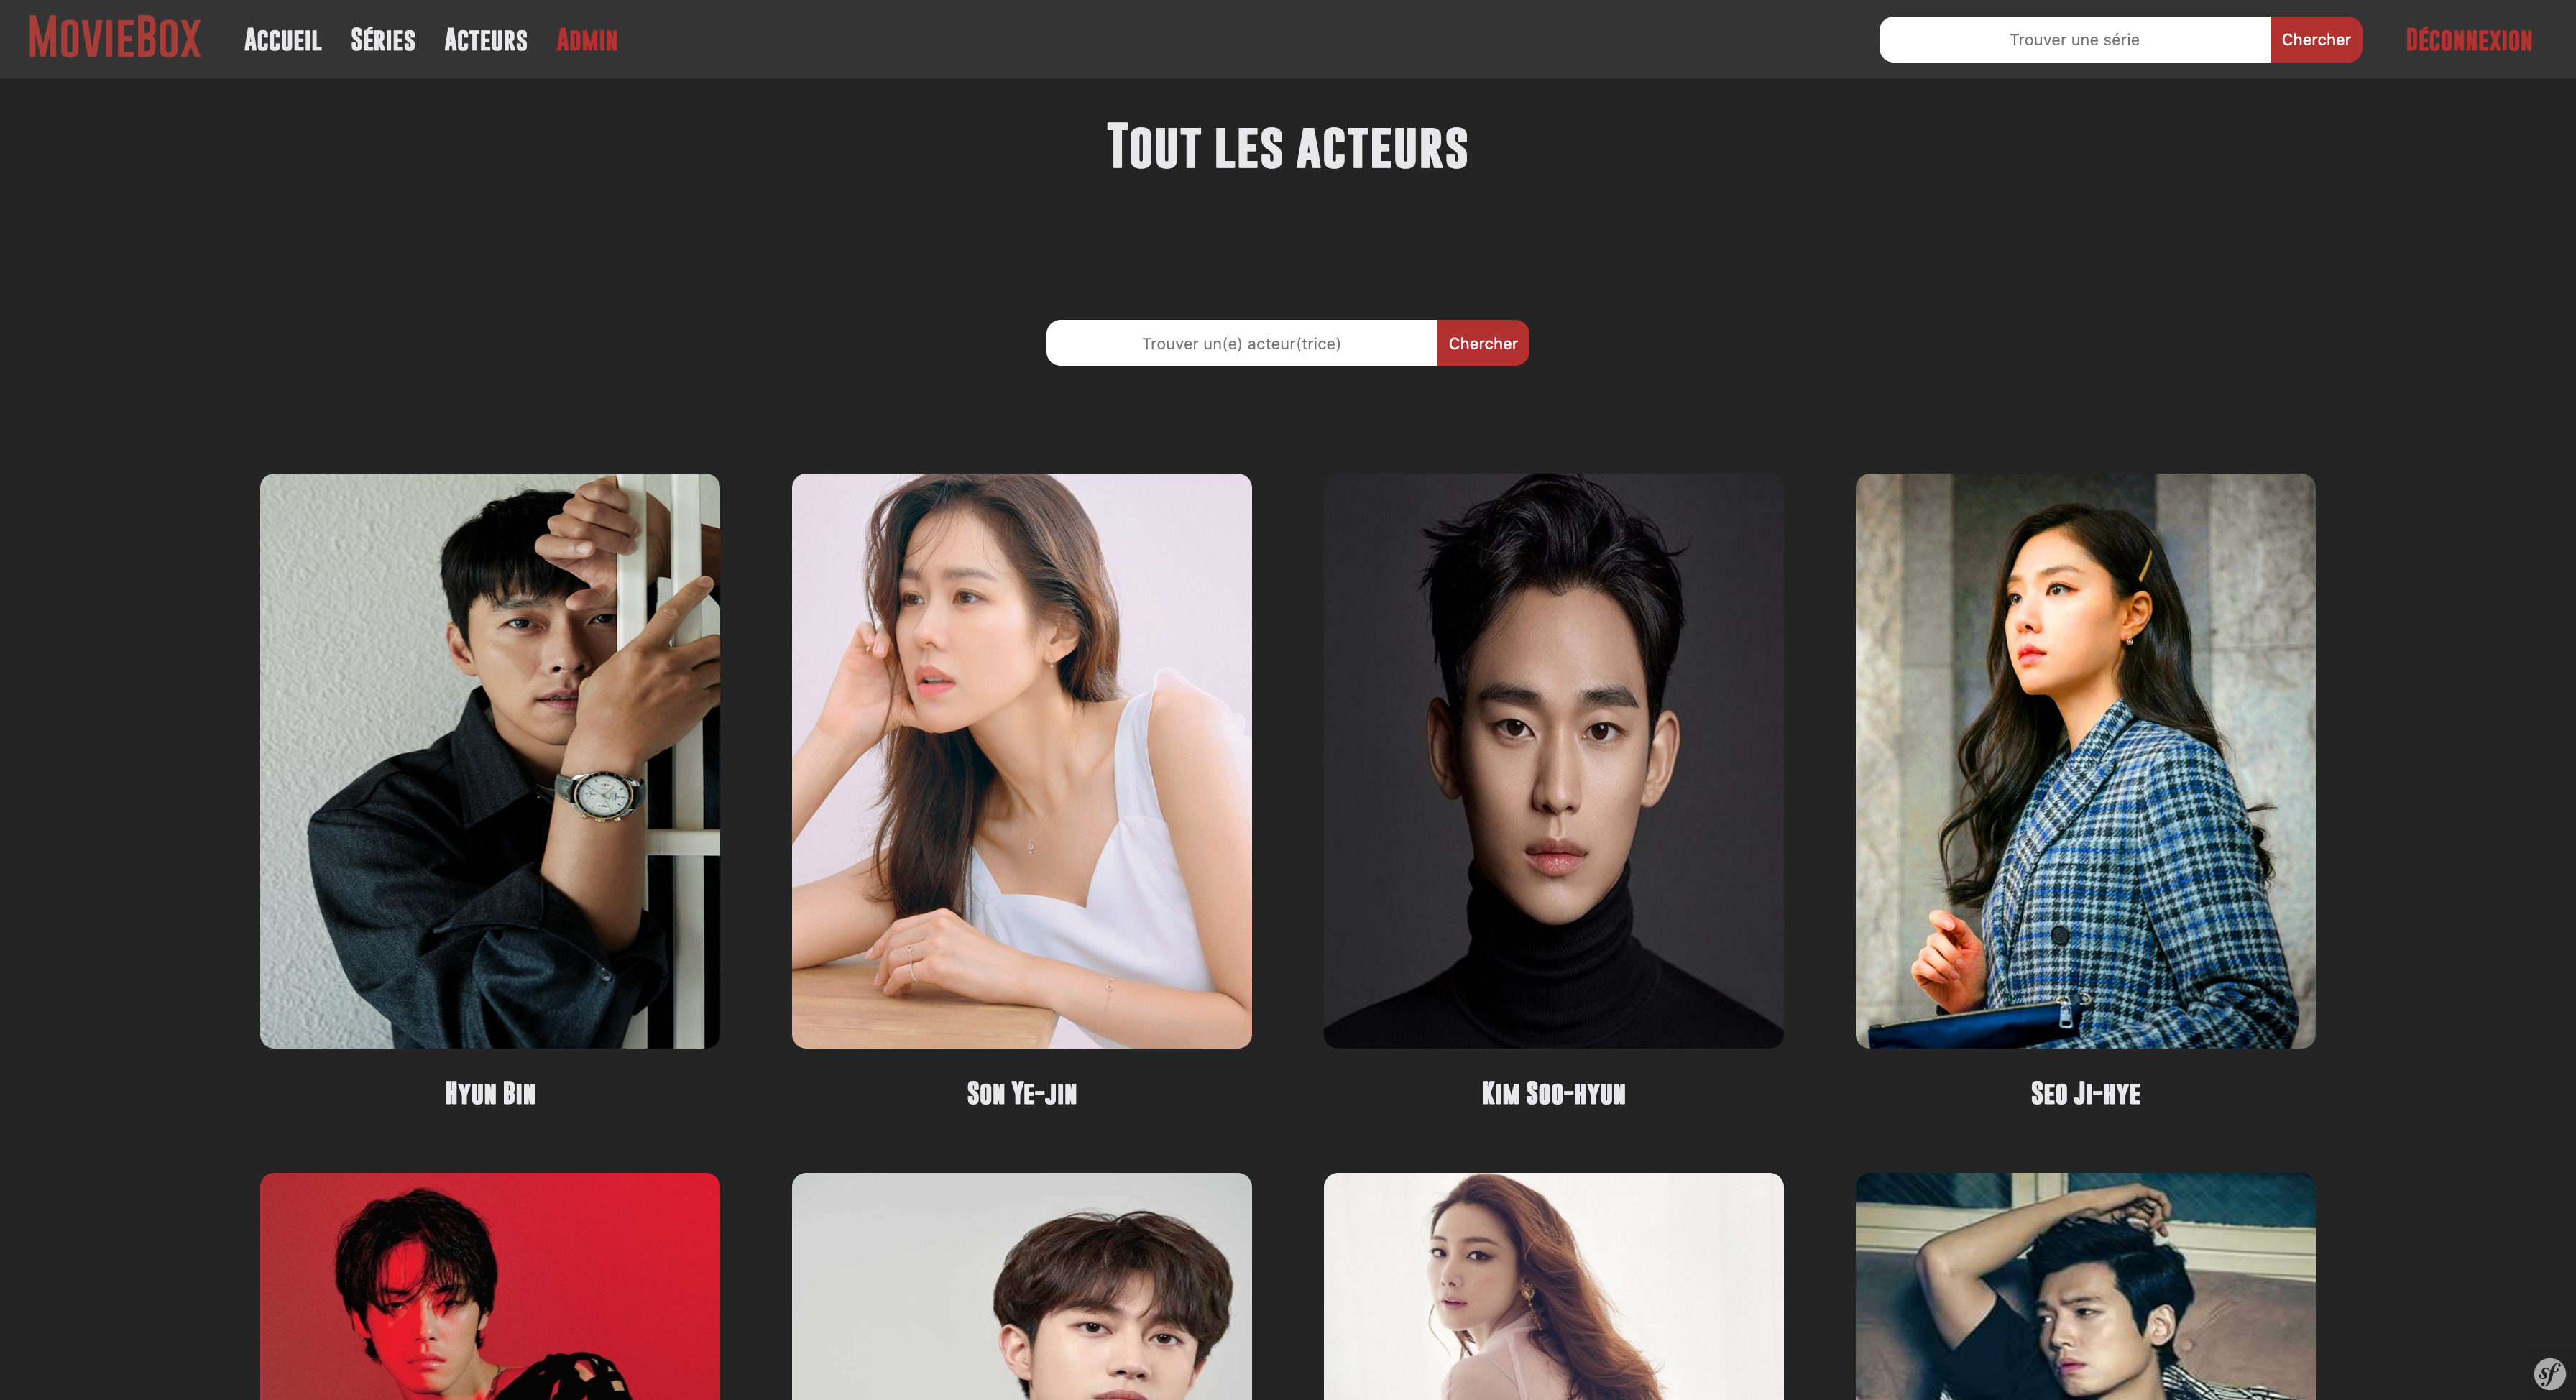 MovieBox Accueil Séries Acteurs Admin Trouver une série Chercher Déconnexion
Tout les acteurs
Trouver un(e) acteur(trice) Chercher
Hyun Bin Son Ye-jin Kim Soo-hyun Seo Ji-hye
sf